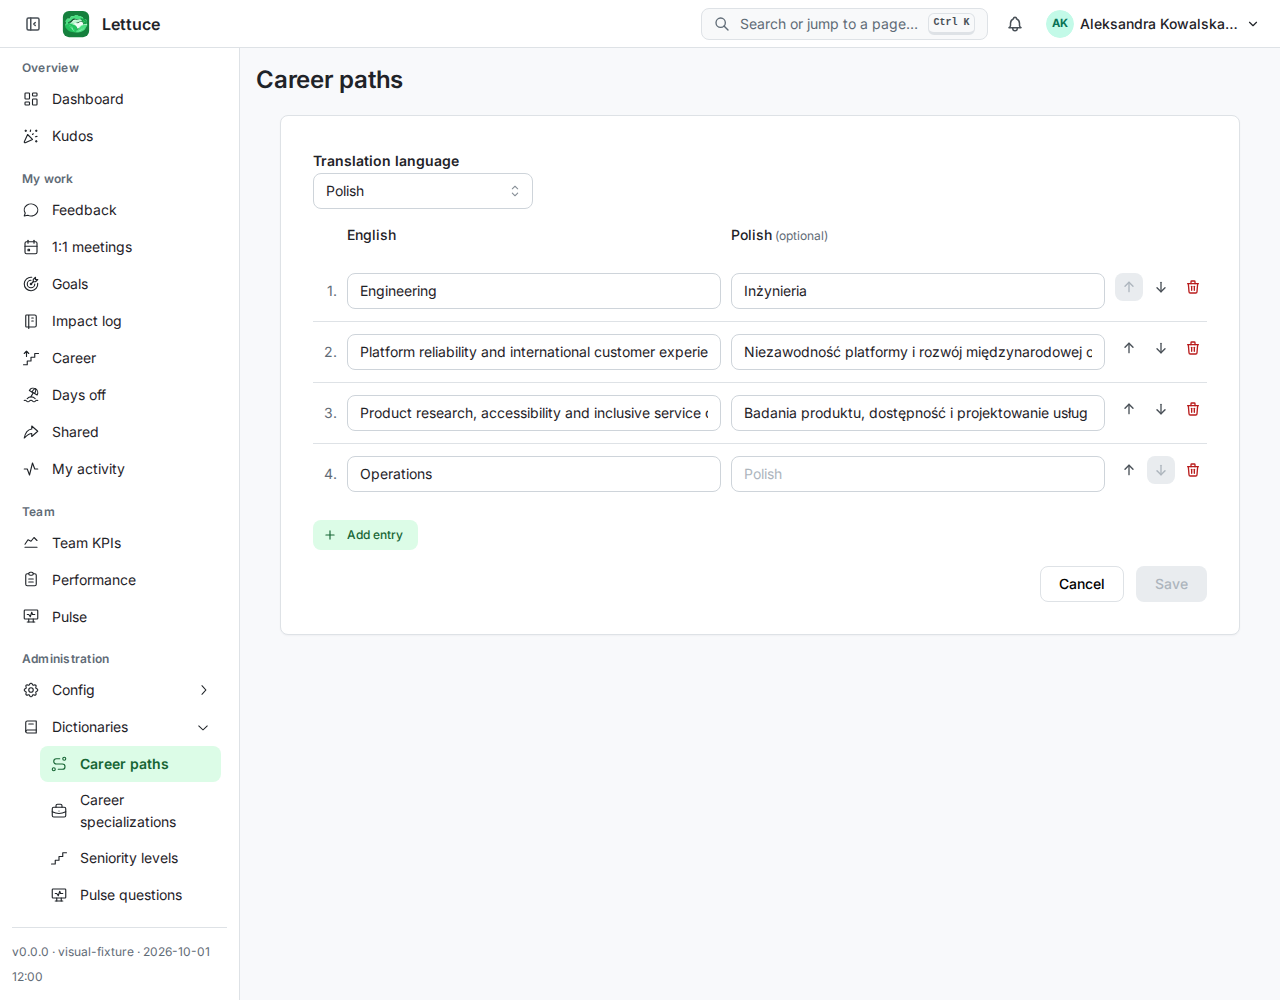 Lettuce
Search or jump to a page...
Ctrl K
AK
Aleksandra Kowalska...
Overview
Dashboard
Kudos
My work
Feedback
1:1 meetings
Goals
Impact log
Career
Days off
Shared
My activity
Team
Team KPIs
Performance
Pulse
Administration
Config
Dictionaries
Career paths
Career
specializations
Seniority levels
Pulse questions
v0.0.0 · visual-fixture · 2026-10-01
12:00
Career paths
Translation language
Polish
English
Polish (optional)
1.
Engineering
Inżynieria
2.
Platform reliability and international customer experie
Niezawodność platformy i rozwój międzynarodowej
3.
Product research, accessibility and inclusive service
Badania produktu, dostępność i projektowanie usług
4.
Operations
Polish
Add entry
Cancel
Save